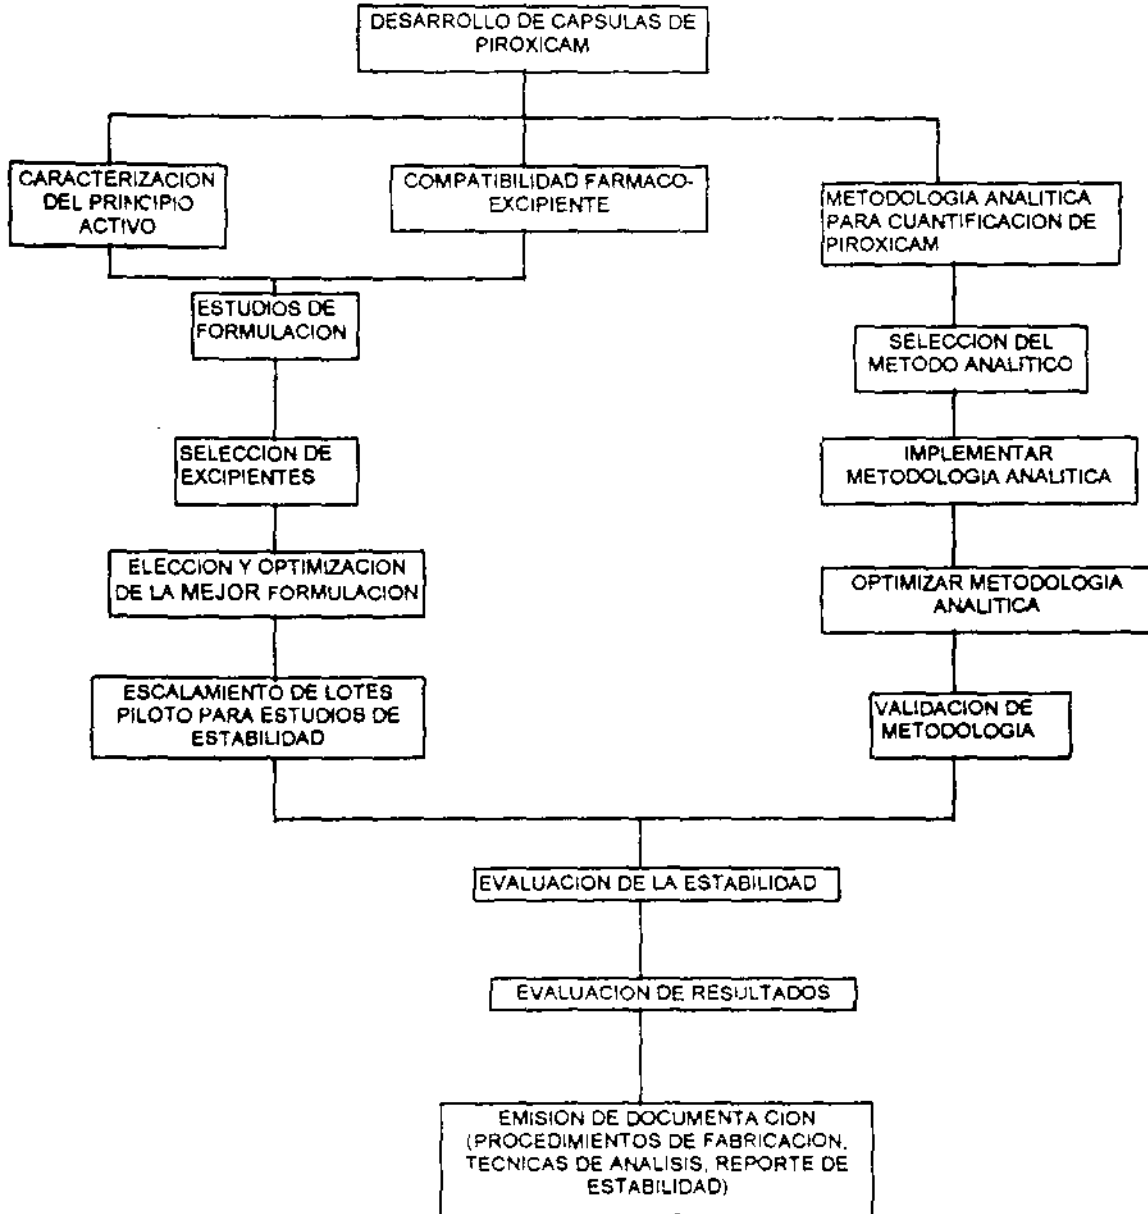 DESARROLLO DE CAPSULAS DE
PIROXICAM
CARACTERIZACION
DEL PRINCIPIO
ACTIVO
COMPATIBILIDAD FARMACO-
EXCIPIENTE
METODOLOGIA ANALITICA
PARA CUANTIFICACION DE
PIROXICAM
ESTUDIOS DE
FORMULACION
SELECCION DEL
METODO ANALITICO
SELECCION DE
EXCIPIENTES
IMPLEMENTAR
METODOLOGIA ANALITICA
ELECCION Y OPTIMIZACION
DE LA MEJOR FORMULACION
OPTIMIZAR METODOLOGIA
ANALITICA
ESCALAMIENTO DE LOTES
PILOTO PARA ESTUDIOS DE
ESTABILIDAD
VALIDACION DE
METODOLOGIA
EVALUACION DE LA ESTABILIDAD
EVALUACION DE RESULTADOS
EMISION DE DOCUMENTA CION
(PROCEDIMIENTOS DE FABRICACION,
TECNICAS DE ANALISIS, REPORTE DE
ESTABILIDAD)